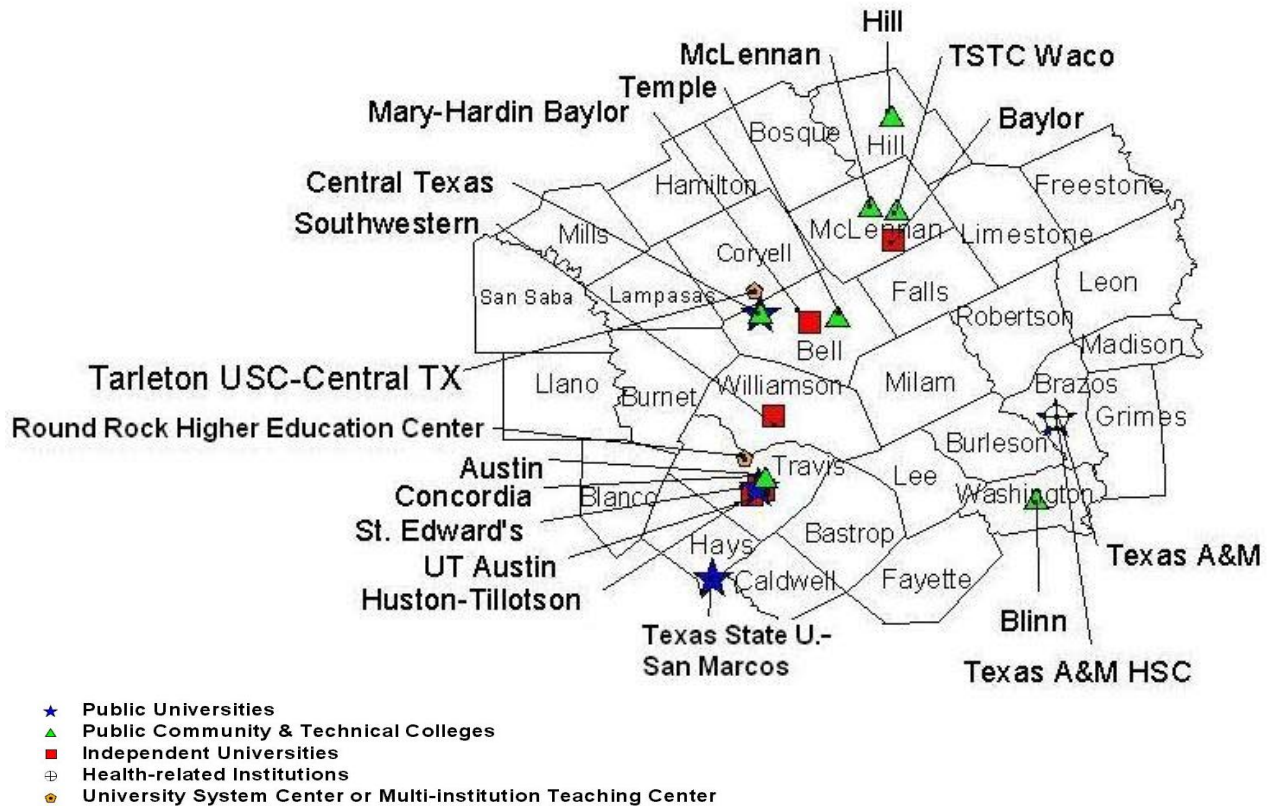 Hill
McLennan
TSTC Waco
Temple
Mary-Hardin Baylor
Baylor
Bosque
Hill
Central Texas
Hamilton
Freestone
Southwestern
Mills
McLennan
Limestone
Coryell
San Saba
Lampasas
Falls
Leon
Robertson
Bell
Madison
Tarleton USC-Central TX
Llano
Williamson
Milam
Brazos
Burnet
Grimes
Round Rock Higher Education Center
Burleson
Austin
Travis
Lee
Concordia
Blanco
Washington
St. Edward's
Bastrop
Hays
Texas A&M
UT Austin
Caldwell
Fayette
Huston-Tillotson
Blinn
Texas State U.-
San Marcos
Texas A&M HSC
Public Universities
Public Community & Technical Colleges
Independent Universities
Health-related Institutions
University System Center or Multi-institution Teaching Center